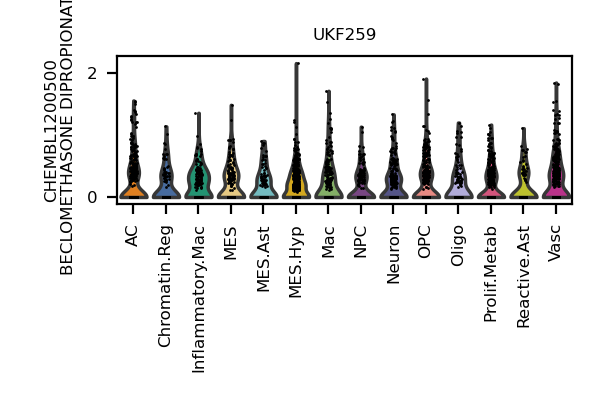 UKF259
CHEMBL1200500
BECLOMETHASONE DIPROPIONAT
2
0
AC
Chromatin.Reg
Inflammatory.Mac
MES
MES.Ast
MES.Hyp
Mac
NPC
Neuron
OPC
Oligo
Prolif.Metab
Reactive.Ast
Vasc